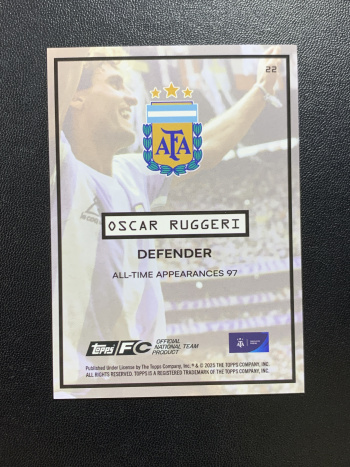 22
AFA
OSCAR RUGGERI
DEFENDER
ALL-TIME APPEARANCES 97
Topps FC OFFICIAL
NATIONAL TEAM
PRODUCT
Published Under License by The Topps Company, Inc.® & © 2025 THE TOPPS COMPANY, INC.
ALL RIGHTS RESERVED. TOPPS IS A REGISTERED TRADEMARK OF THE TOPPS COMPANY, INC.